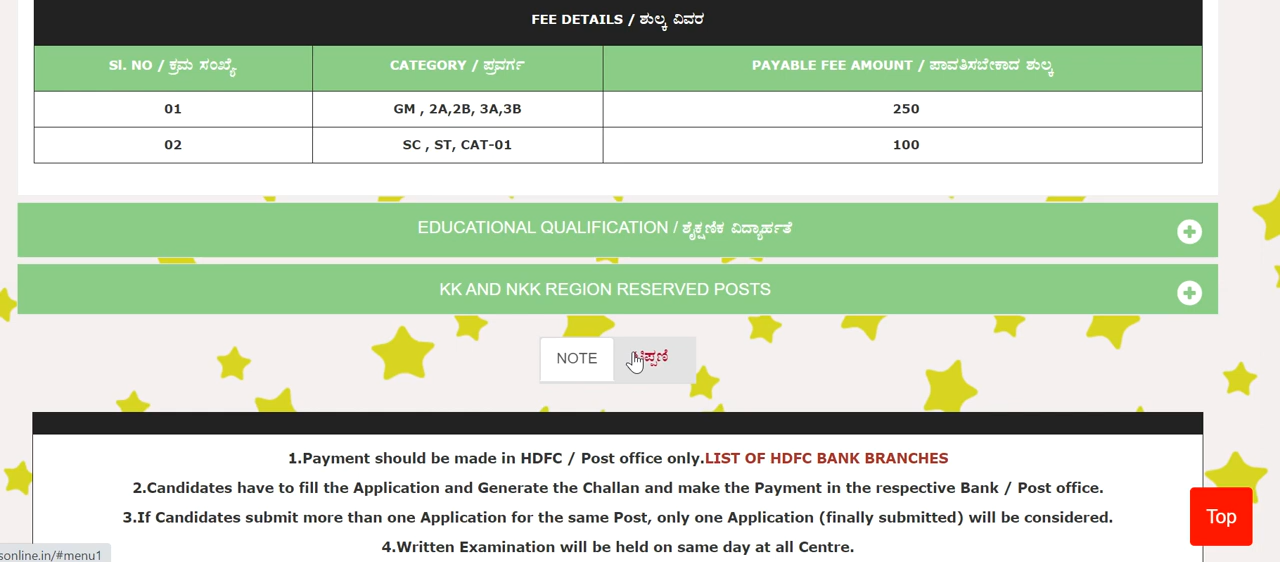 FEE DETAILS / ಶುಲ್ಕ ವಿವರ
Sl. NO / ಕ್ರಮ ಸಂಖ್ಯೆ CATEGORY / ಪ್ರವರ್ಗ PAYABLE FEE AMOUNT / ಪಾವತಿಸಬೇಕಾದ ಶುಲ್ಕ
01 GM , 2A,2B, 3A,3B 250
02 SC , ST, CAT-01 100
EDUCATIONAL QUALIFICATION / ಶೈಕ್ಷಣಿಕ ವಿದ್ಯಾರ್ಹತೆ
KK AND NKK REGION RESERVED POSTS
NOTE
1.Payment should be made in HDFC / Post office only.LIST OF HDFC BANK BRANCHES
2.Candidates have to fill the Application and Generate the Challan and make the Payment in the respective Bank / Post office.
3.If Candidates submit more than one Application for the same Post, only one Application (finally submitted) will be considered.
Top
4.Written Examination will be held on same day at all Centre.
sonline.in/#menu1